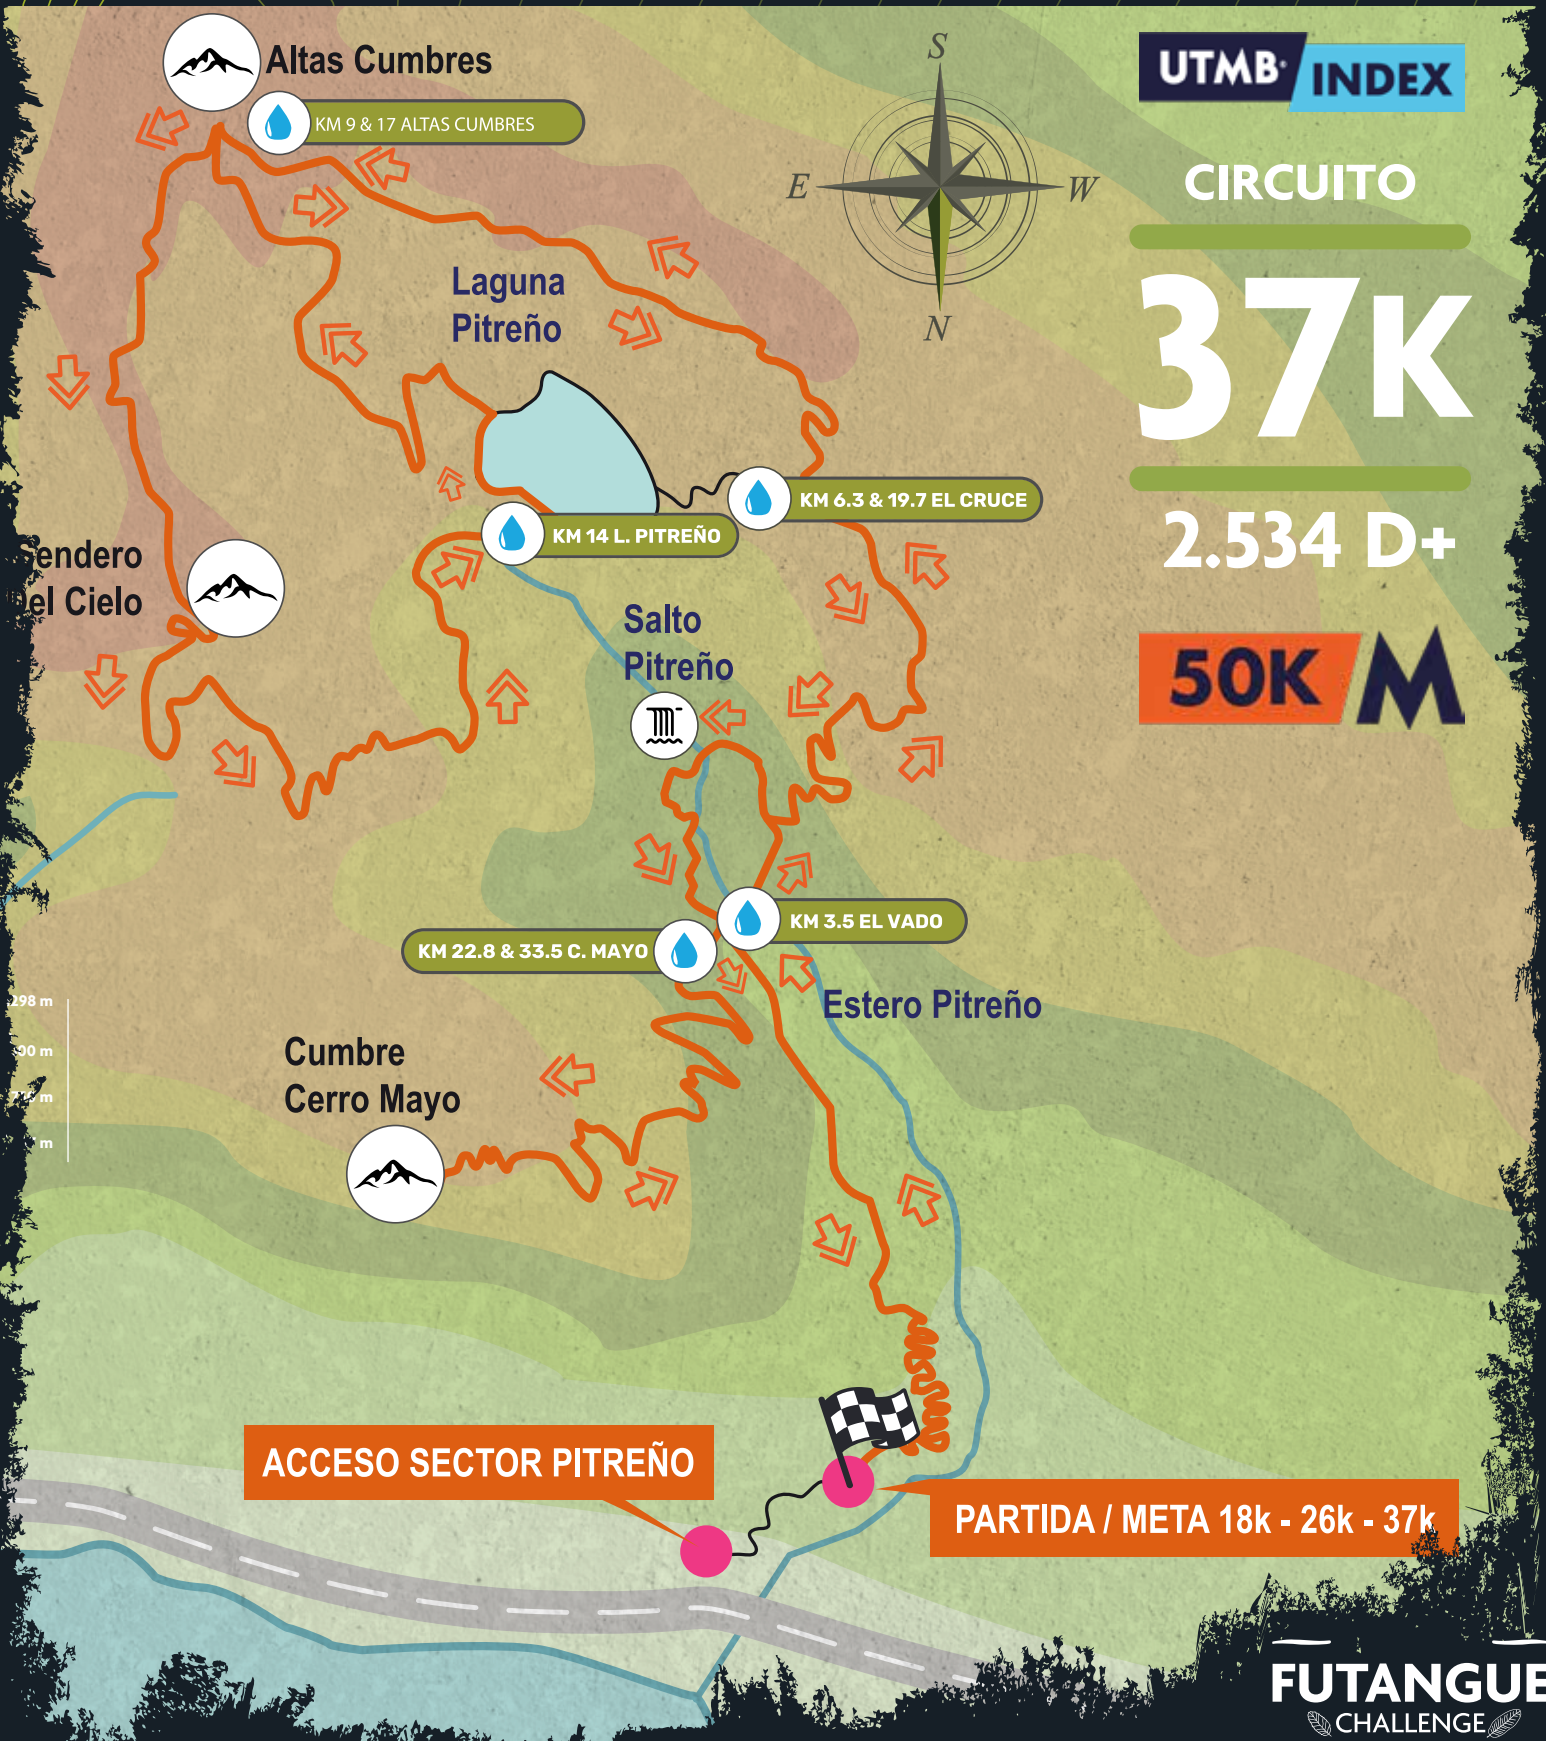 Altas Cumbres
KM 9 & 17 ALTAS CUMBRES
S
E
W
N
UTMB INDEX
CIRCUITO
37K
2.534 D+
50K M
Laguna
Pitreño
KM 6.3 & 19.7 EL CRUCE
KM 14 L. PITREÑO
Sendero
Del Cielo
Salto
Pitreño
KM 3.5 EL VADO
KM 22.8 & 33.5 C. MAYO
Estero Pitreño
298 m
m
m
m
Cumbre
Cerro Mayo
ACCESO SECTOR PITREÑO
PARTIDA / META 18k - 26k - 37k
FUTANGUE
CHALLENGE